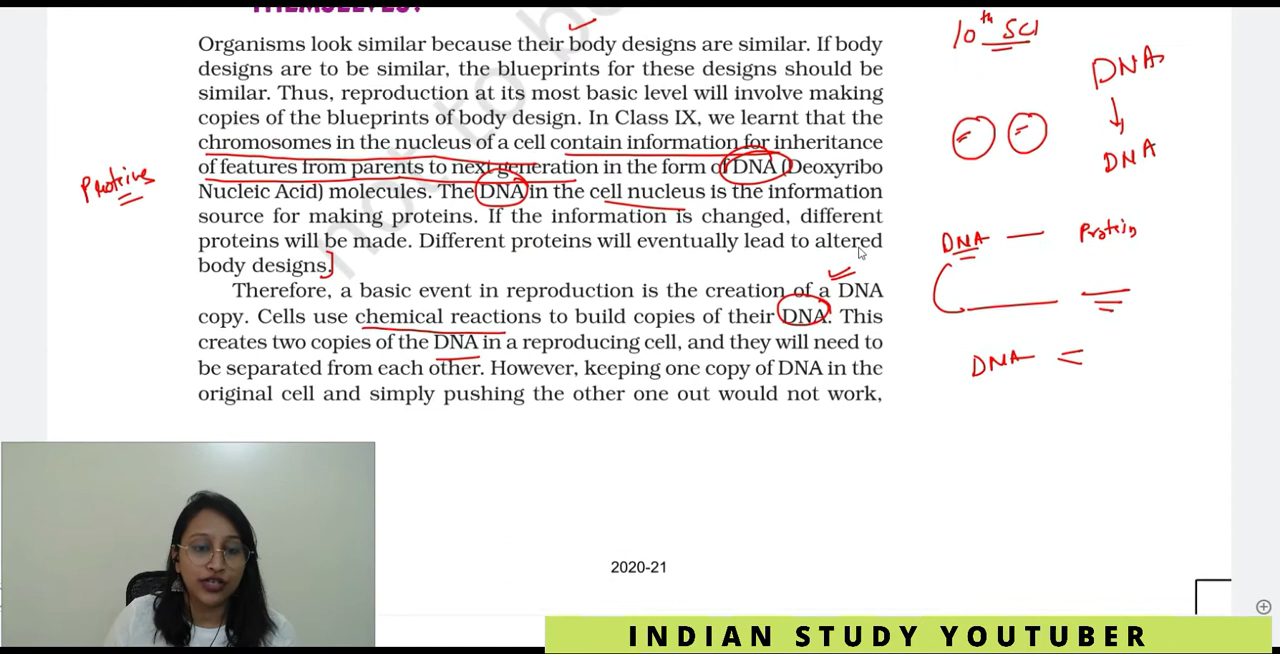 THEMSELVES?
Organisms look similar because their body designs are similar. If body
designs are to be similar, the blueprints for these designs should be
similar. Thus, reproduction at its most basic level will involve making
copies of the blueprints of body design. In Class IX, we learnt that the
chromosomes in the nucleus of a cell contain information for inheritance
of features from parents to next generation in the form of DNA (Deoxyribo
Nucleic Acid) molecules. The DNA in the cell nucleus is the information
source for making proteins. If the information is changed, different
proteins will be made. Different proteins will eventually lead to altered
body designs.
Therefore, a basic event in reproduction is the creation of a DNA
copy. Cells use chemical reactions to build copies of their DNA. This
creates two copies of the DNA in a reproducing cell, and they will need to
be separated from each other. However, keeping one copy of DNA in the
original cell and simply pushing the other one out would not work,
not to be
Proteins
10th Sci
DNA
DNA
DNA — Protein
DNA
2020-21
INDIAN STUDY YOUTUBER